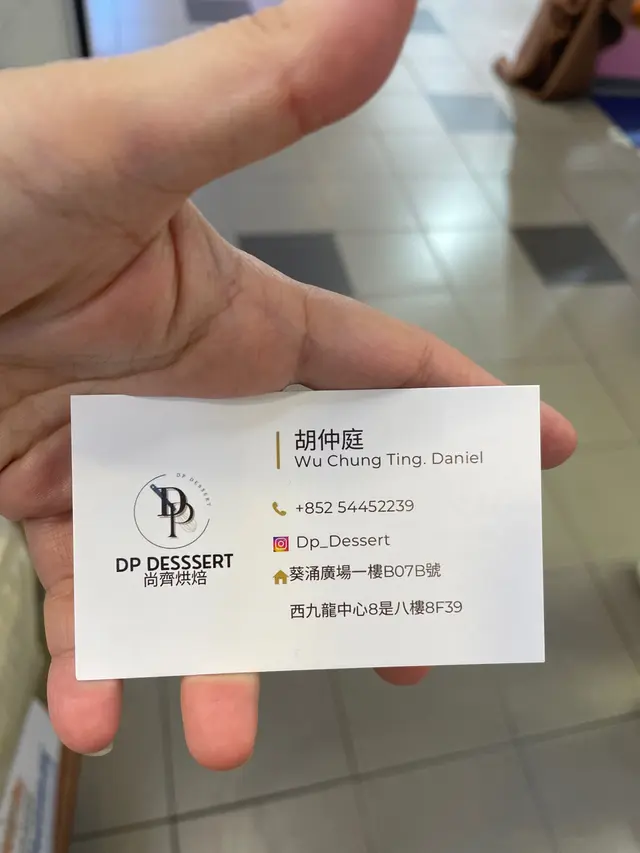 DP DESSERT
DP
DP DESSSERT
尚齊烘焙
胡仲庭
Wu Chung Ting. Daniel
+852 54452239
Dp_Dessert
葵涌廣場一樓B07B號
西九龍中心8是八樓8F39